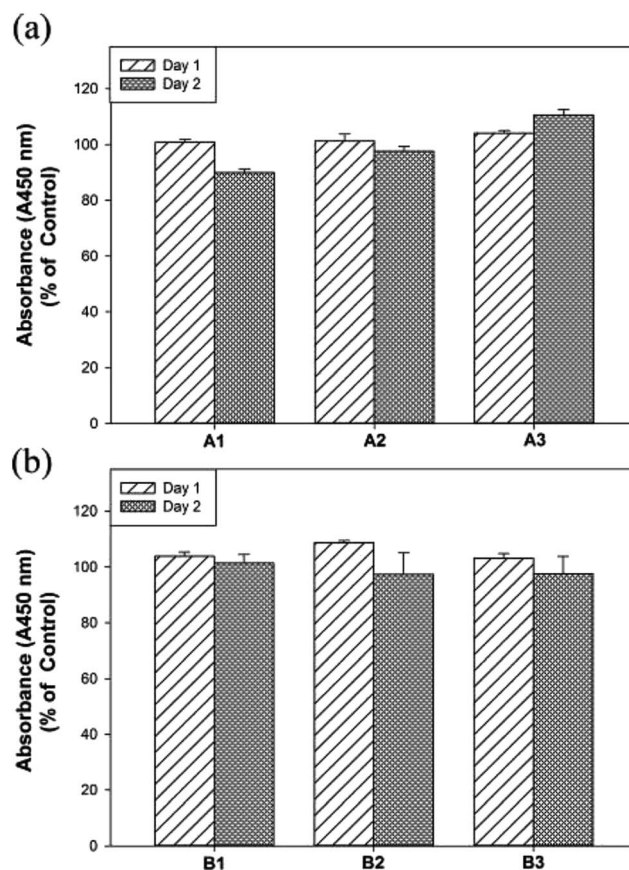 (a)
Day 1
Day 2
120
100
80
60
40
20
0
Absorbance (A450 nm)
(% of Control)
A1 A2 A3
(b)
Day 1
Day 2
120
100
80
60
40
20
0
Absorbance (A450 nm)
(% of Control)
B1 B2 B3